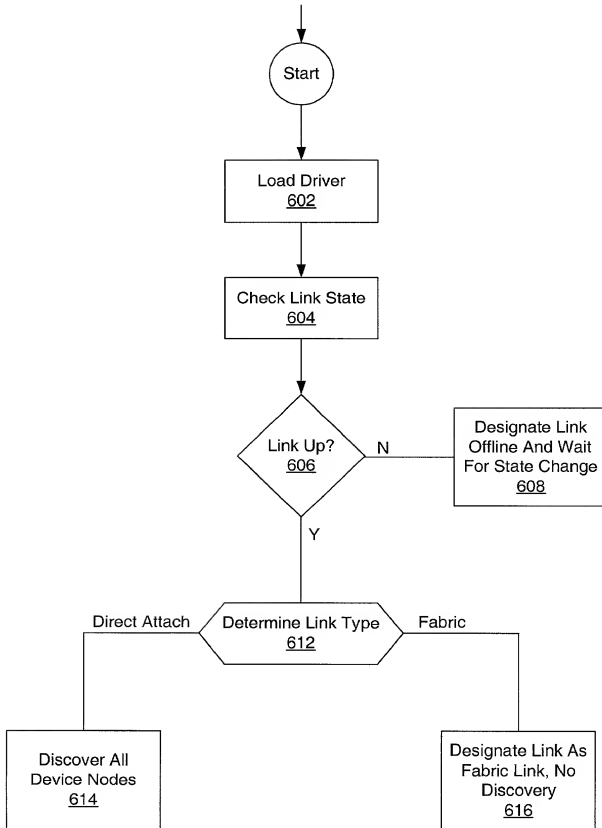 Start
Load Driver
602
Check Link State
604
Link Up?
606
N
Designate Link
Offline And Wait
For State Change
608
Y
Direct Attach
Determine Link Type
612
Fabric
Discover All
Device Nodes
614
Designate Link As
Fabric Link, No
Discovery
616